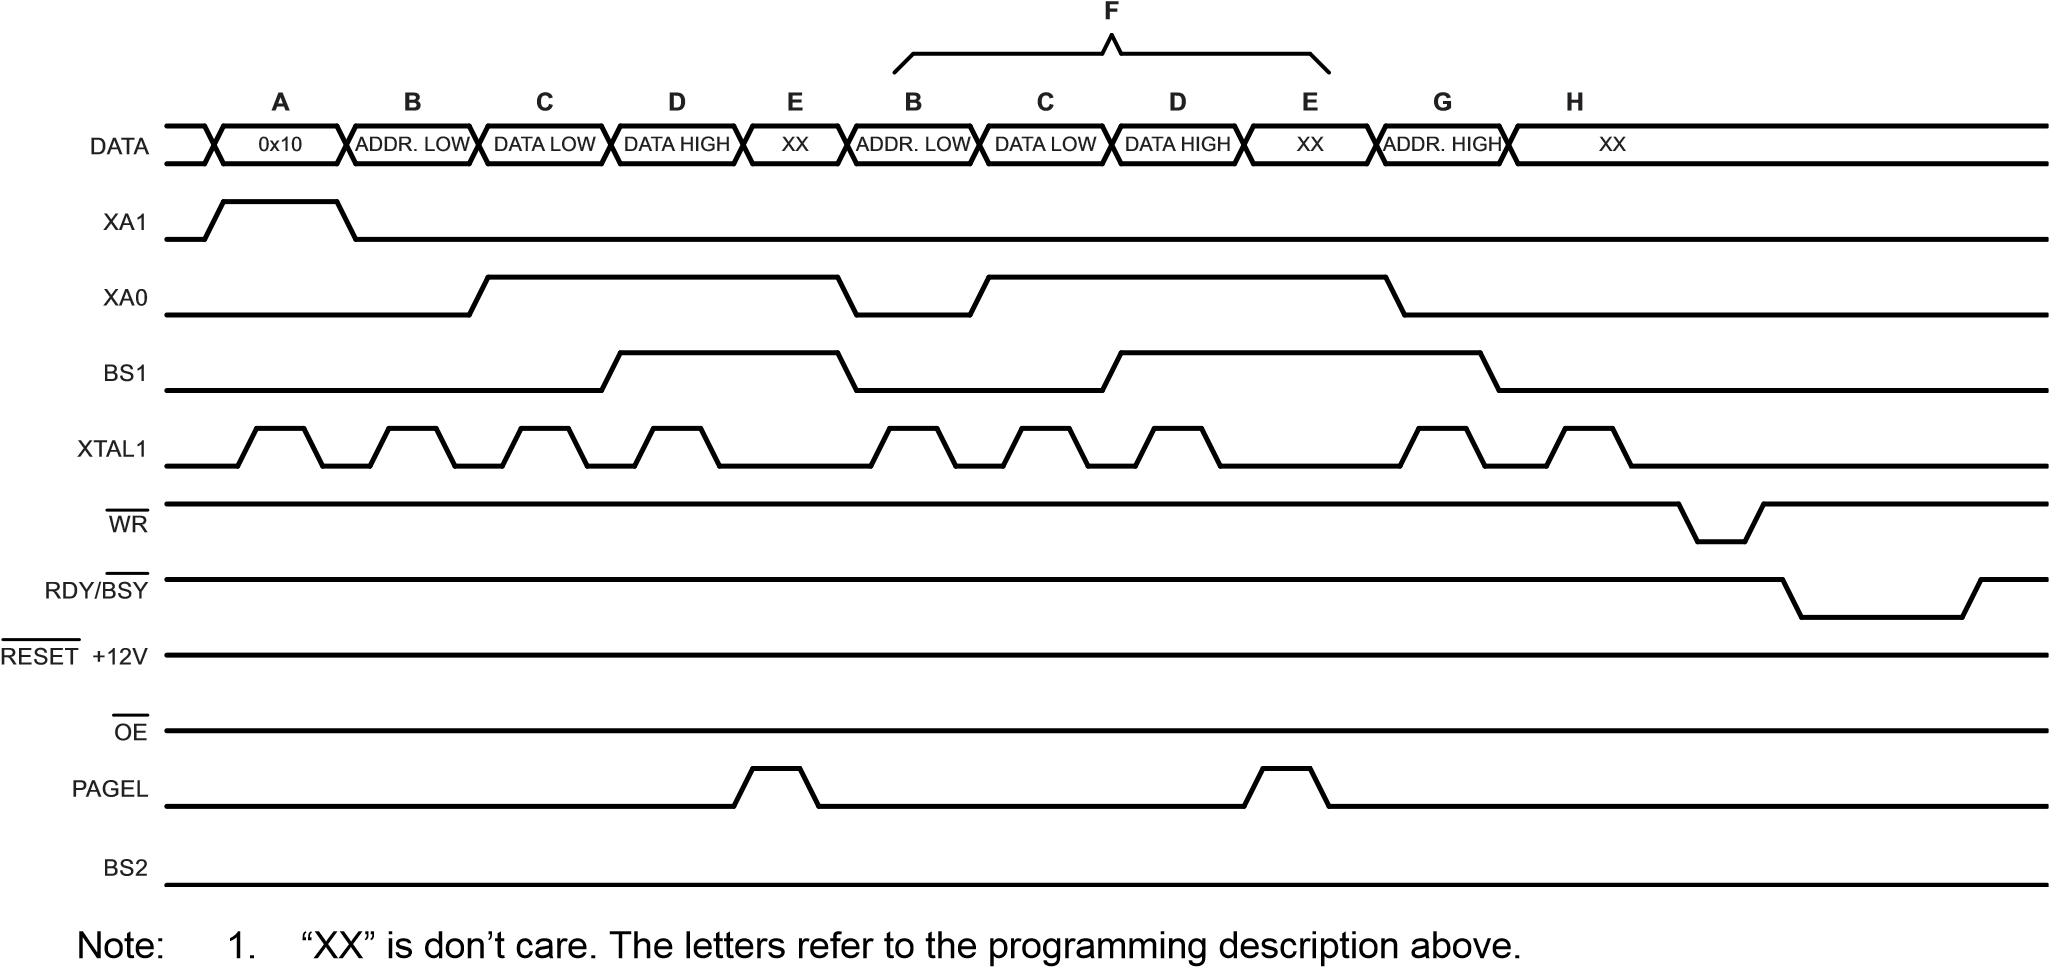 F
A B C D E B C D E G H
DATA 0x10 ADDR. LOW DATA LOW DATA HIGH XX ADDR. LOW DATA LOW DATA HIGH XX ADDR. HIGH XX
XA1
XA0
BS1
XTAL1
WR
RDY/BSY
RESET +12V
OE
PAGEL
BS2
Note: 1. “XX” is don’t care. The letters refer to the programming description above.